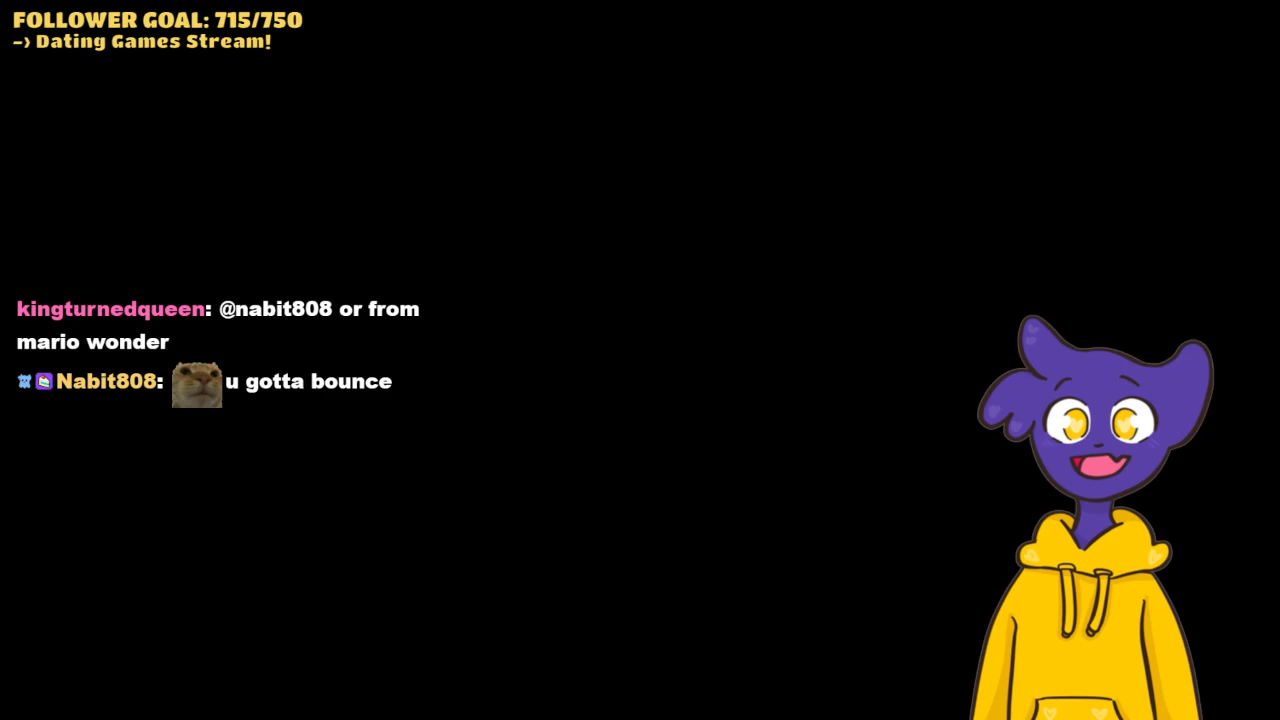 FOLLOWER GOAL: 715/750
-> Dating Games Stream!
kingturnedqueen: @nabit808 or from
mario wonder
Nabit808: u gotta bounce